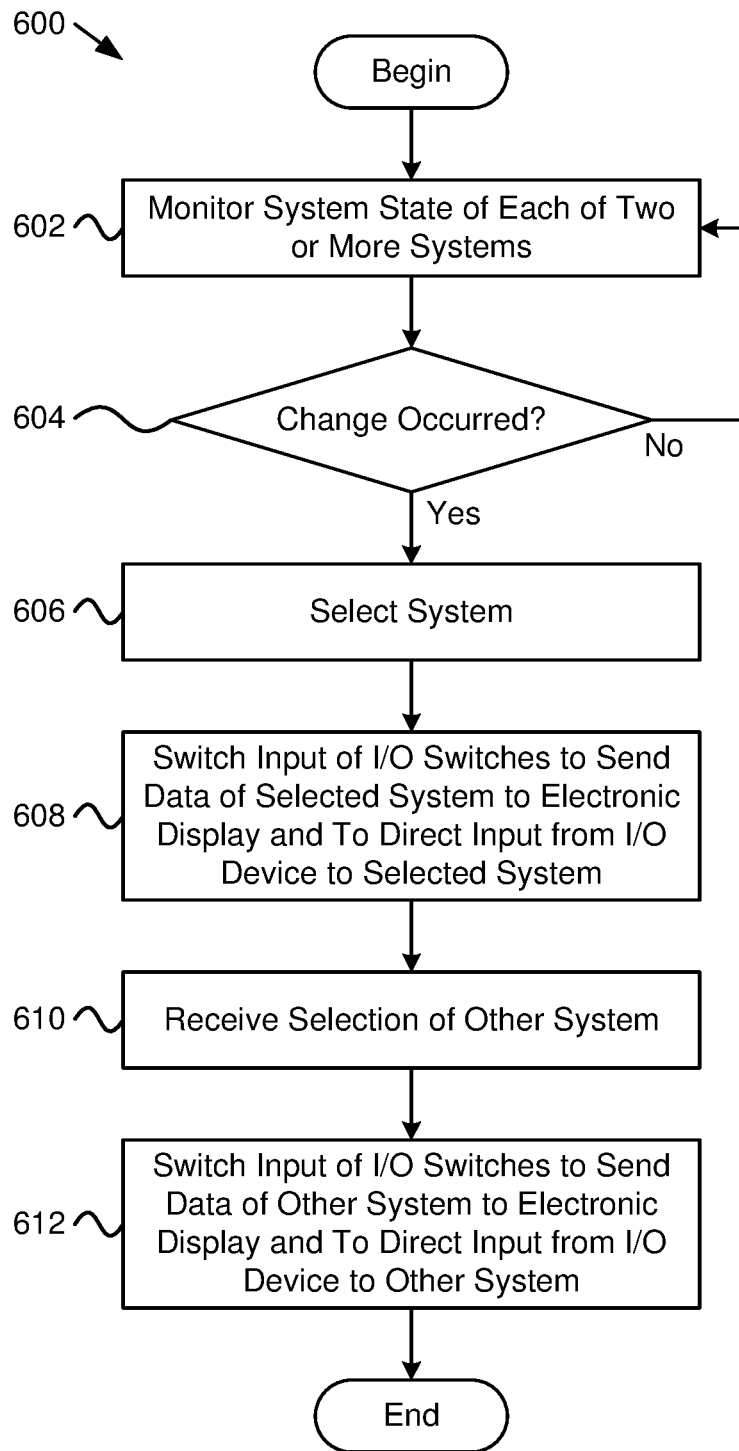 600
Begin
602
Monitor System State of Each of Two
or More Systems
604
Change Occurred?
No
Yes
606
Select System
608
Switch Input of I/O Switches to Send
Data of Selected System to Electronic
Display and To Direct Input from I/O
Device to Selected System
610
Receive Selection of Other System
612
Switch Input of I/O Switches to Send
Data of Other System to Electronic
Display and To Direct Input from I/O
Device to Other System
End